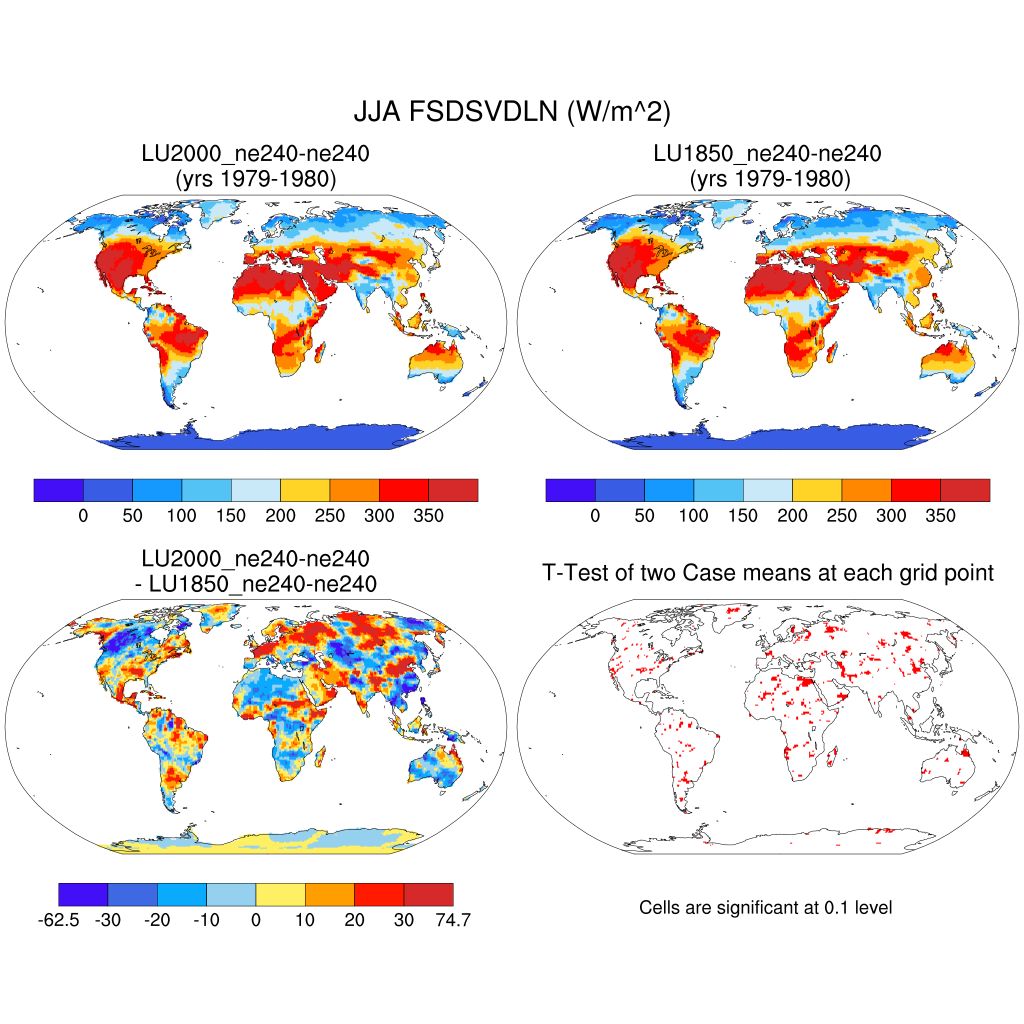 JJA FSDSVDLN (W/m^2)
LU2000_ne240-ne240
(yrs 1979-1980)
LU1850_ne240-ne240
(yrs 1979-1980)
0 50 100 150 200 250 300 350
0 50 100 150 200 250 300 350
LU2000_ne240-ne240
- LU1850_ne240-ne240
T-Test of two Case means at each grid point
-62.5 -30 -20 -10 0 10 20 30 74.7
Cells are significant at 0.1 level